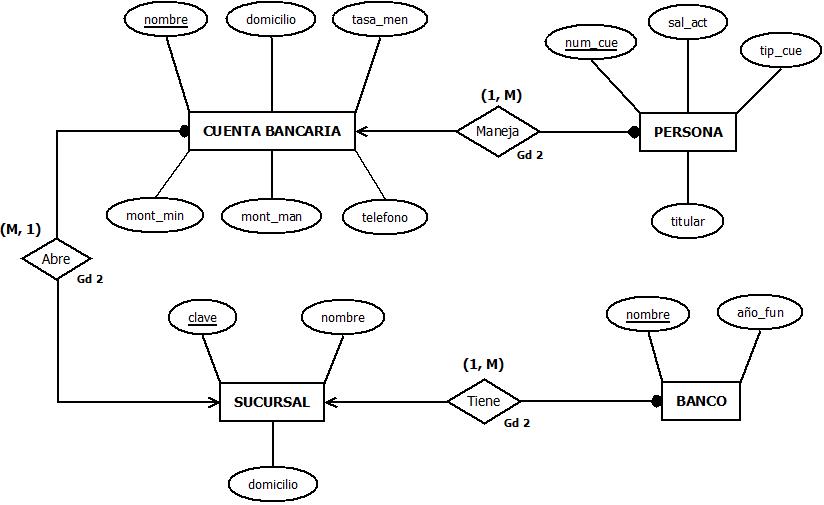 nombre
domicilio
tasa_men
CUENTA BANCARIA
mont_min
mont_man
telefono
(1, M)
Maneja
Gd 2
num_cue
sal_act
tip_cue
PERSONA
titular
(M, 1)
Abre
Gd 2
clave
nombre
SUCURSAL
domicilio
(1, M)
Tiene
Gd 2
nombre
año_fun
BANCO